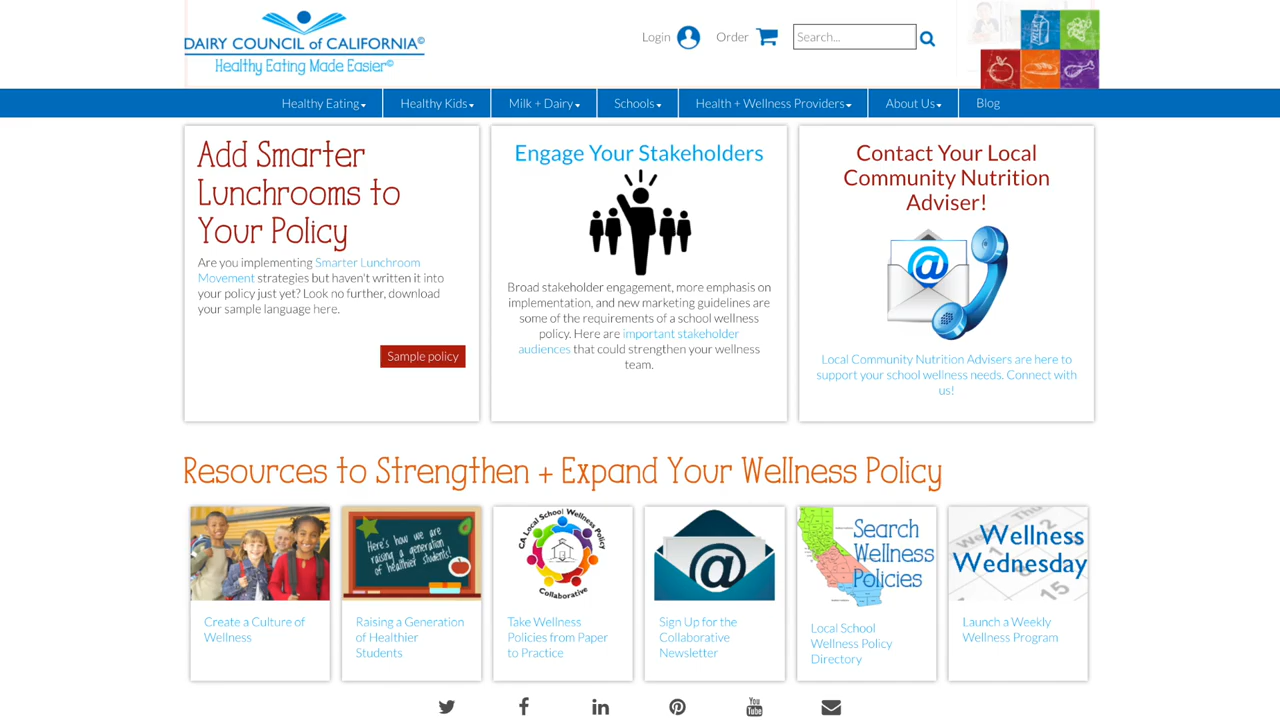 DAIRY COUNCIL of CALIFORNIA©
Healthy Eating Made Easier©
Login
Order
Search...
Healthy Eating
Healthy Kids
Milk + Dairy
Schools
Health + Wellness Providers
About Us
Blog
Add Smarter
Lunchrooms to
Your Policy
Are you implementing Smarter Lunchroom
Movement strategies but haven't written it into
your policy just yet? Look no further, download
your sample language here.
Sample policy
Engage Your Stakeholders
Broad stakeholder engagement, more emphasis on
implementation, and new marketing guidelines are
some of the requirements of a school wellness
policy. Here are important stakeholder
audiences that could strengthen your wellness
team.
Contact Your Local
Community Nutrition
Adviser!
@
Local Community Nutrition Advisers are here to
support your school wellness needs. Connect with
us!
Resources to Strengthen + Expand Your Wellness Policy
Create a Culture of
Wellness
Here's how we are
raising a generation
of healthier students!
Raising a Generation
of Healthier
Students
CA Local School Wellness Policy
Collaborative
Take Wellness
Policies from Paper
to Practice
@
Sign Up for the
Collaborative
Newsletter
Search
Wellness
Policies
Local School
Wellness Policy
Directory
Wellness
Wednesday
12
15
Launch a Weekly
Wellness Program
You
Tube